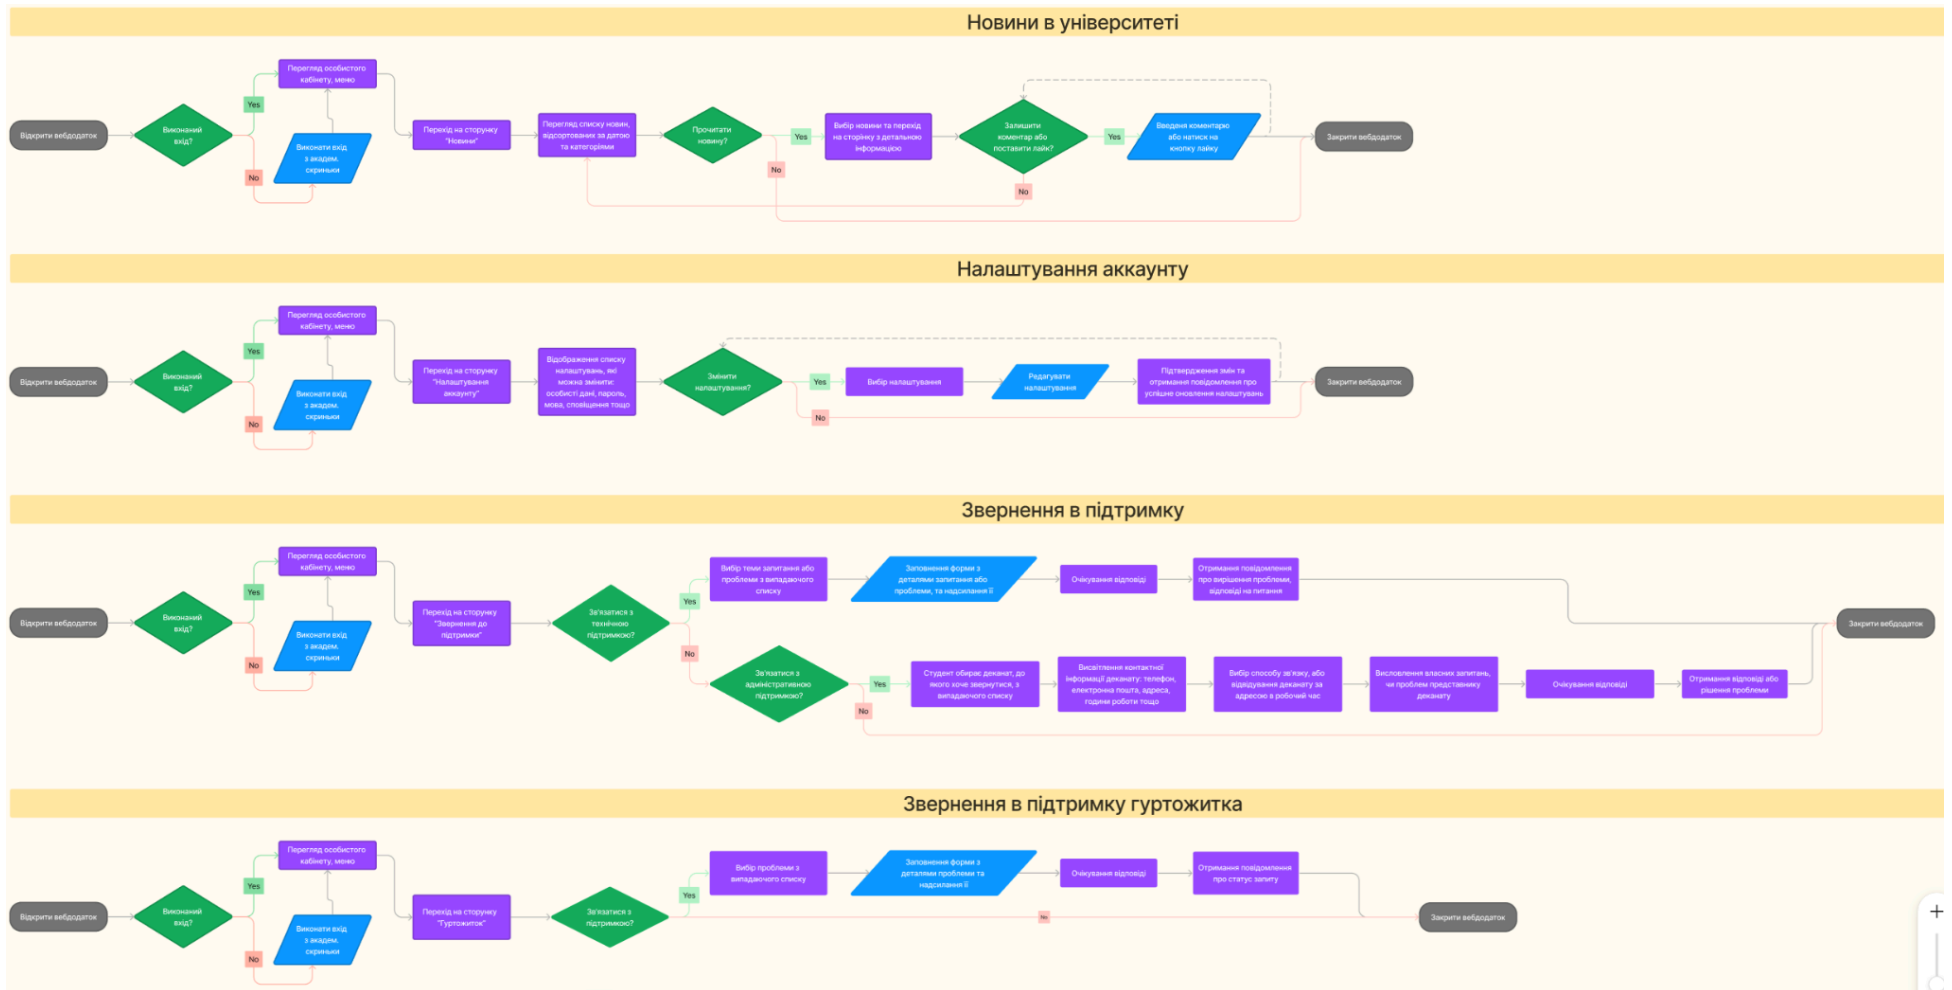 Новини в університеті
Перегляд особистого
кабінету, меню
Yes
Відкрити вебдодаток
Виконаний
вхід?
No
Виконати вхід
з академ.
скриньки
Перехід на сторунку
"Новини"
Перегляд списку новин,
відсортованих за датою
та категоріями
Прочитати
новину?
Yes
No
Вибір новини та перехід
на сторінку з детальною
інформацією
Залишити
коментар або
поставити лайк?
Yes
No
Введеня коментарю
або натиск на
кнопку лайку
Закрити вебдодаток
Налаштування аккаунту
Перегляд особистого
кабінету, меню
Yes
Відкрити вебдодаток
Виконаний
вхід?
No
Виконати вхід
з академ.
скриньки
Перехід на сторунку
"Налаштування
аккаунту"
Відображення списку
налаштувань, які
можна змінити:
особисті дані, пароль,
мова, сповіщення тощо
Змінити
налаштування?
Yes
No
Вибір налаштування
Редагувати
налаштування
Підтвердження змін та
отримання повідомлення про
успішне оновлення налаштувань
Закрити вебдодаток
Звернення в підтримку
Перегляд особистого
кабінету, меню
Yes
Відкрити вебдодаток
Виконаний
вхід?
No
Виконати вхід
з академ.
скриньки
Перехід на сторунку
"Звернення до
підтримки"
Зв'язатися з
технічною
підтримкою?
Yes
No
Вибір теми запитання або
проблеми з випадаючого
списку
Заповнення форми з
деталями запитання або
проблеми, та надсилання її
Очікування відповіді
Отримання повідомлення
про вирішення проблеми,
відповіді на питання
Зв'язатися з
адміністративною
підтримкою?
Yes
No
Студент обирає деканат, до
якого хоче звернутися, з
випадаючого списку
Висвітлення контактної
інформації деканату: телефон,
електронна пошта, адреса,
години роботи тощо
Вибір способу зв'язку, або
відвідування деканату за
адресою в робочий час
Висловлення власних запитань,
чи проблем представнику
деканату
Очікування відповіді
Отримання відповіді або
рішення проблеми
Закрити вебдодаток
Звернення в підтримку гуртожитка
Перегляд особистого
кабінету, меню
Yes
Відкрити вебдодаток
Виконаний
вхід?
No
Виконати вхід
з академ.
скриньки
Перехід на сторунку
"Гуртожиток"
Зв'язатися з
підтримкою?
Yes
No
Вибір проблеми з
випадаючого списку
Заповнення форми з
деталями проблеми та
надсилання її
Очікування відповіді
Отримання повідомлення
про статус запиту
Закрити вебдодаток